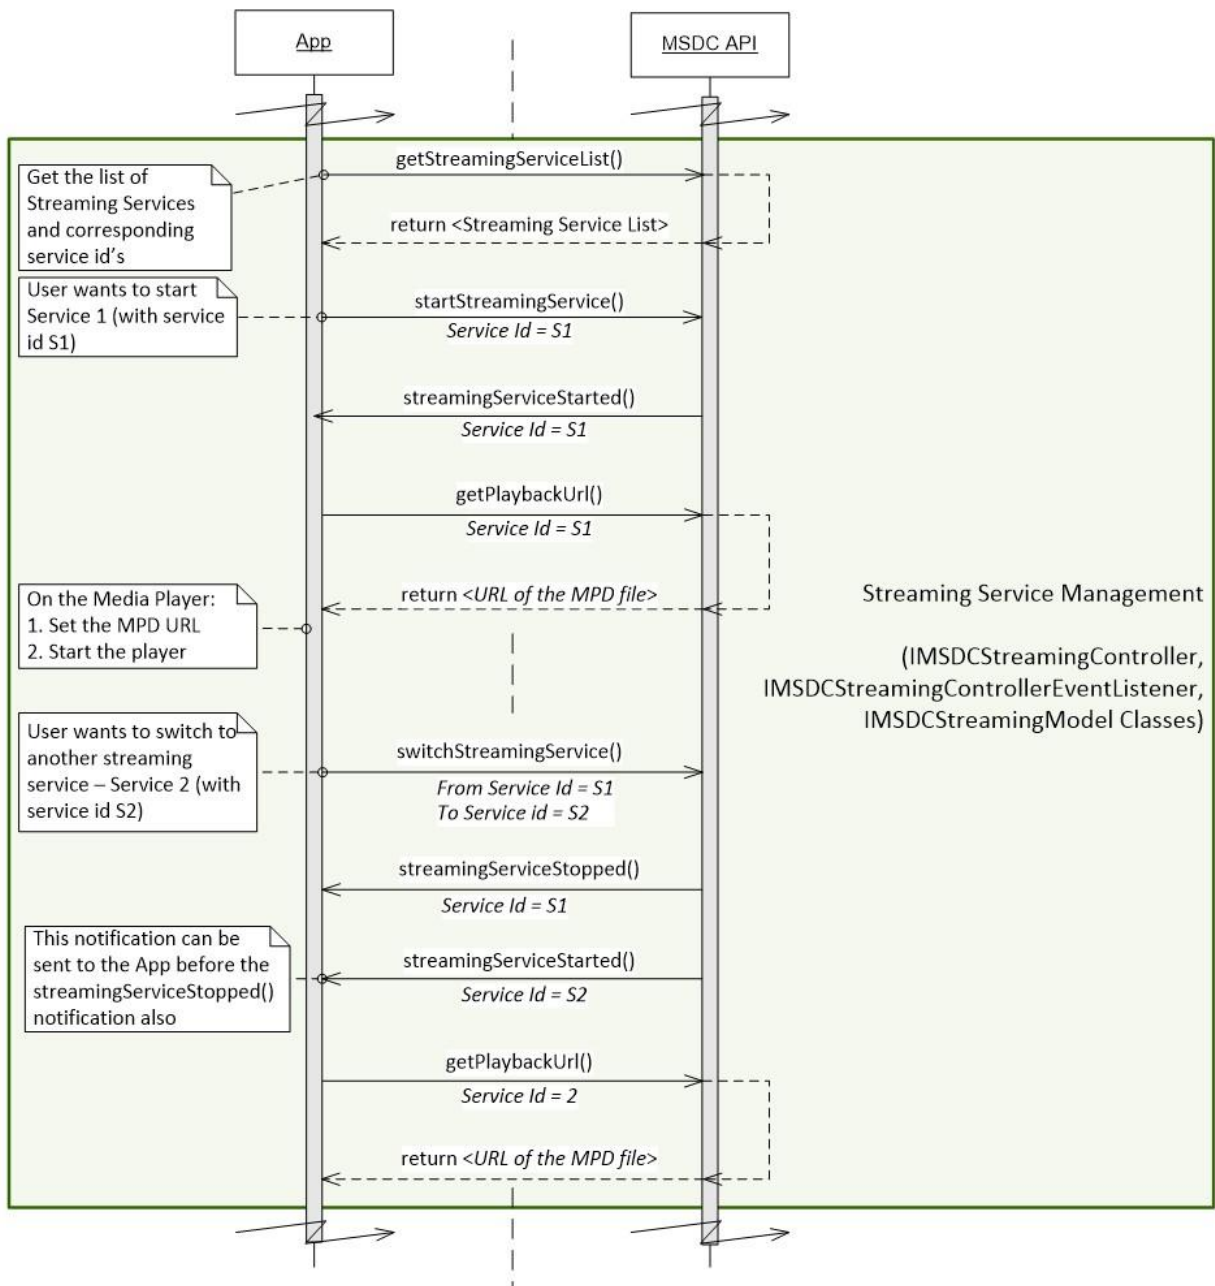 App
MSDC API
getStreamingServiceList()
Get the list of
Streaming Services
and corresponding
service id's
return <Streaming Service List>
User wants to start
Service 1 (with service
id S1)
startStreamingService()
Service Id = S1
streamingServiceStarted()
Service Id = S1
getPlaybackUrl()
Service Id = S1
return <URL of the MPD file>
On the Media Player:
1. Set the MPD URL
2. Start the player
Streaming Service Management
(IMSDCStreamingController,
IMSDCStreamingControllerEventListener,
IMSDCStreamingModel Classes)
User wants to switch to
another streaming
service – Service 2 (with
service id S2)
switchStreamingService()
From Service Id = S1
To Service id = S2
streamingServiceStopped()
Service Id = S1
This notification can be
sent to the App before the
streamingServiceStopped()
notification also
streamingServiceStarted()
Service Id = S2
getPlaybackUrl()
Service Id = 2
return <URL of the MPD file>